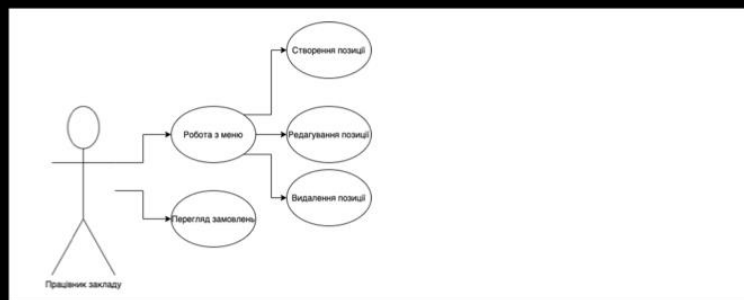 Створення позиції
Робота з меню
Редагування позиції
Видалення позиції
Перегляд замовлень
Працівник закладу